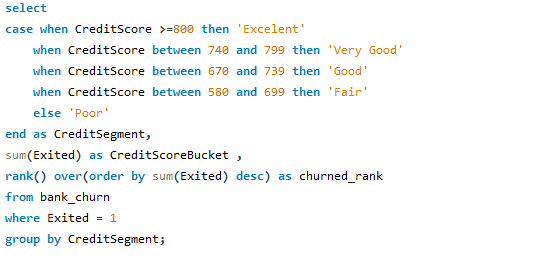 select
case when CreditScore >=800 then 'Excelent'
when CreditScore between 740 and 799 then 'Very Good'
when CreditScore between 670 and 739 then 'Good'
when CreditScore between 580 and 699 then 'Fair'
else 'Poor'
end as CreditSegment,
sum(Exited) as CreditScoreBucket ,
rank() over(order by sum(Exited) desc) as churned_rank
from bank_churn
where Exited = 1
group by CreditSegment;